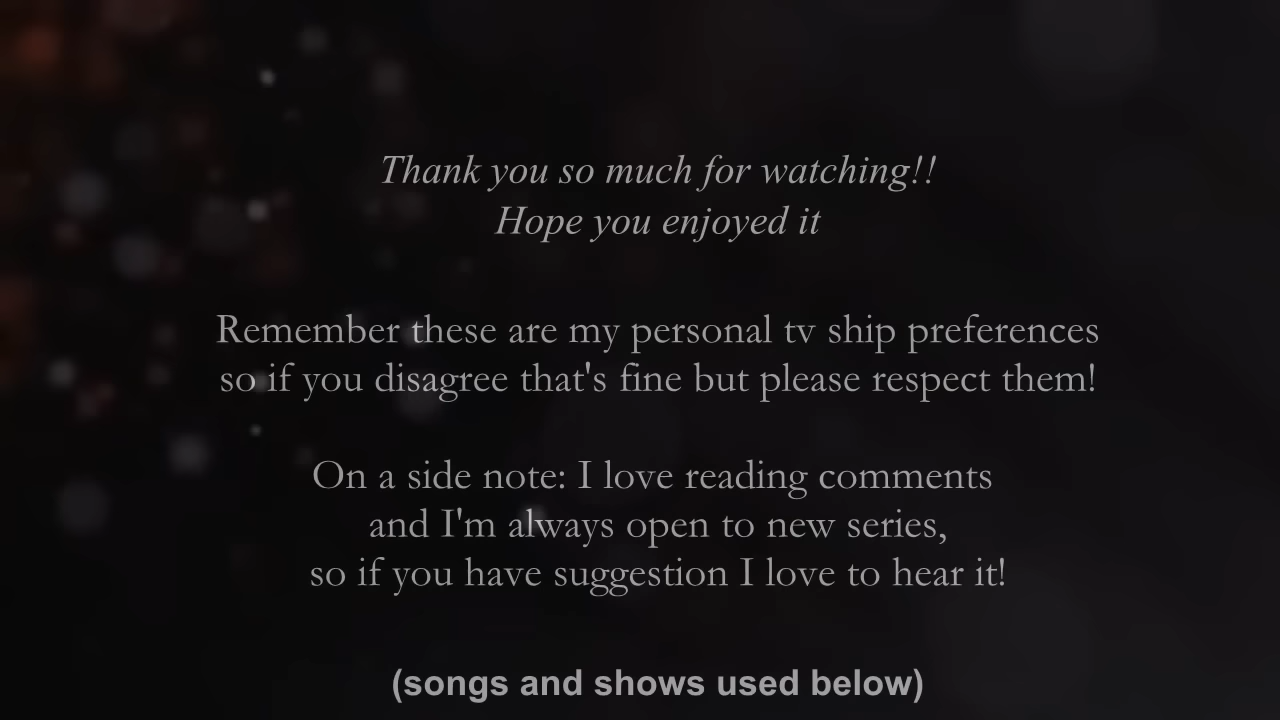 Thank you so much for watching!!
Hope you enjoyed it
Remember these are my personal tv ship preferences
so if you disagree that's fine but please respect them!
On a side note: I love reading comments
and I'm always open to new series,
so if you have suggestion I love to hear it!
(songs and shows used below)